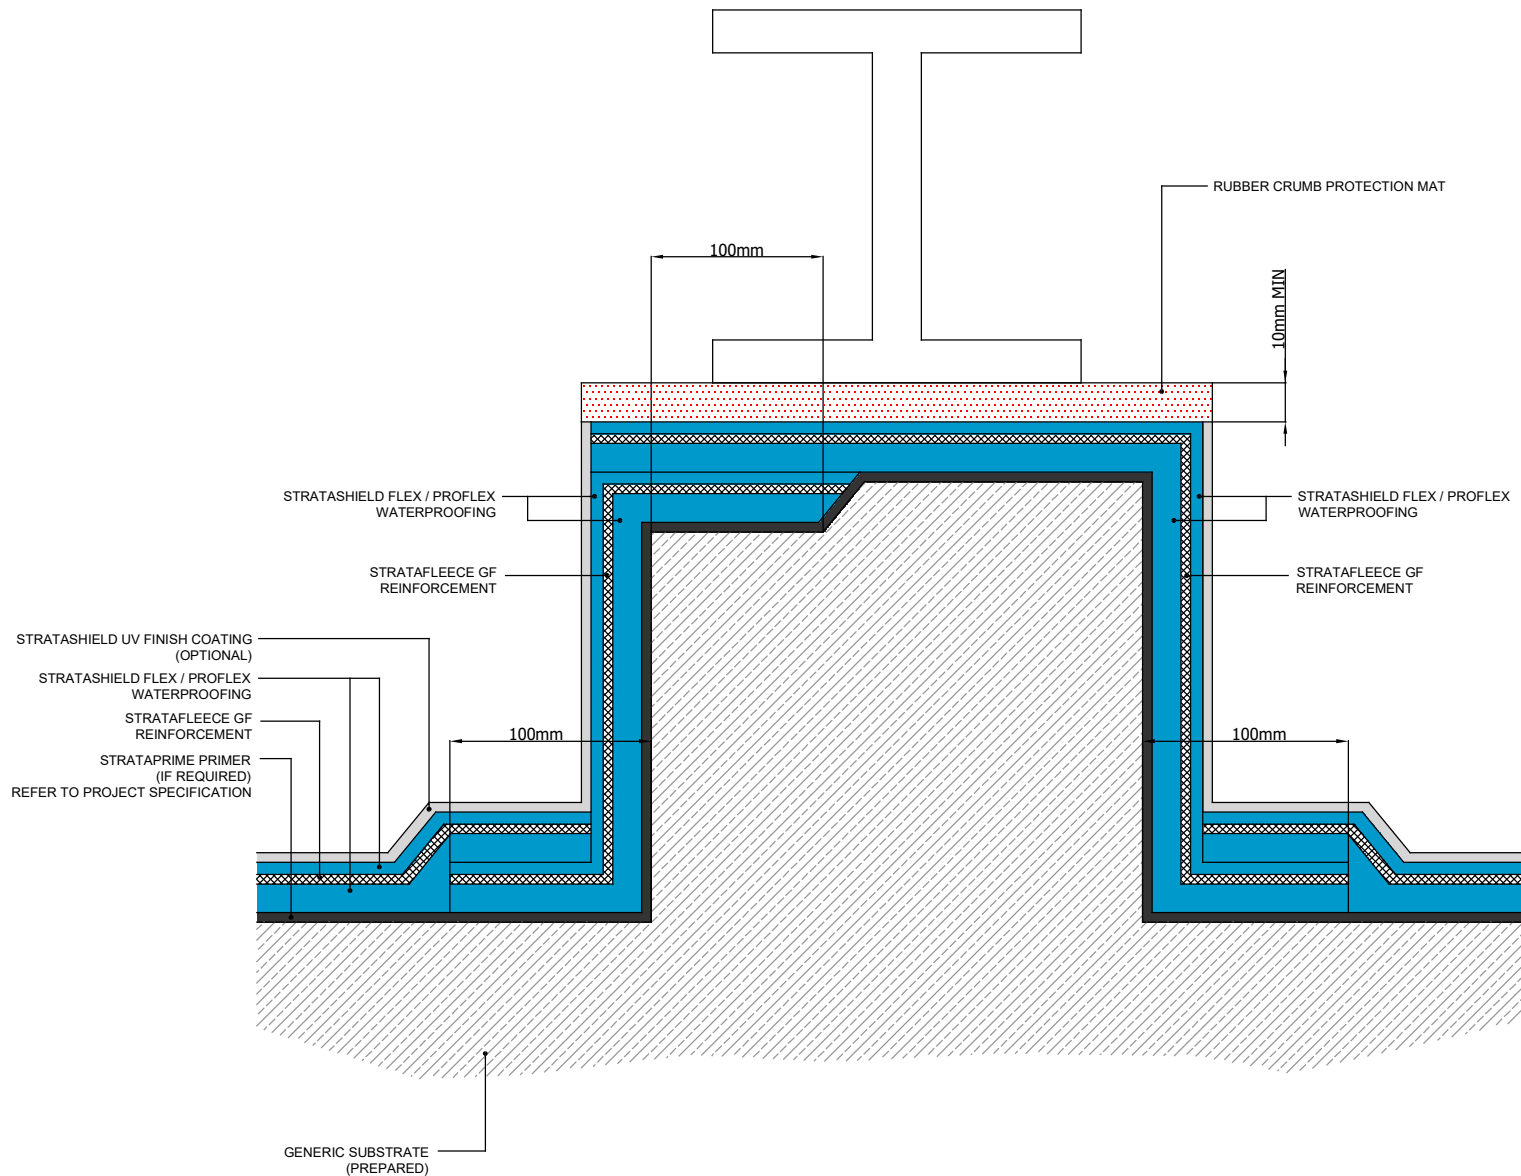 RUBBER CRUMB PROTECTION MAT
100mm
10mm MIN
STRATASHIELD FLEX / PROFLEX
WATERPROOFING
STRATASHIELD FLEX / PROFLEX
WATERPROOFING
STRATAFLEECE GF
REINFORCEMENT
STRATAFLEECE GF
REINFORCEMENT
STRATASHIELD UV FINISH COATING
(OPTIONAL)
STRATASHIELD FLEX / PROFLEX
WATERPROOFING
STRATAFLEECE GF
REINFORCEMENT
100mm
100mm
STRATAPRIME PRIMER
(IF REQUIRED)
REFER TO PROJECT SPECIFICATION
GENERIC SUBSTRATE
(PREPARED)